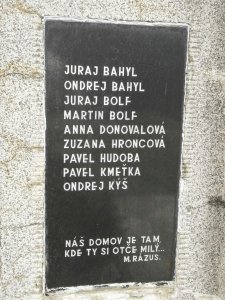 JURAJ BAHYL
ONDREJ BAHYL
JURAJ BOLF
MARTIN BOLF
ANNA DONOVALOVÁ
ZUZANA HRONCOVÁ
PAVEL HUDOBA
PAVEL KMEŤKA
ONDREJ KÝŠ
NÁŠ DOMOV JE TAM,
KDE TY SI OTČE MILÝ...
M.RÁZUS.